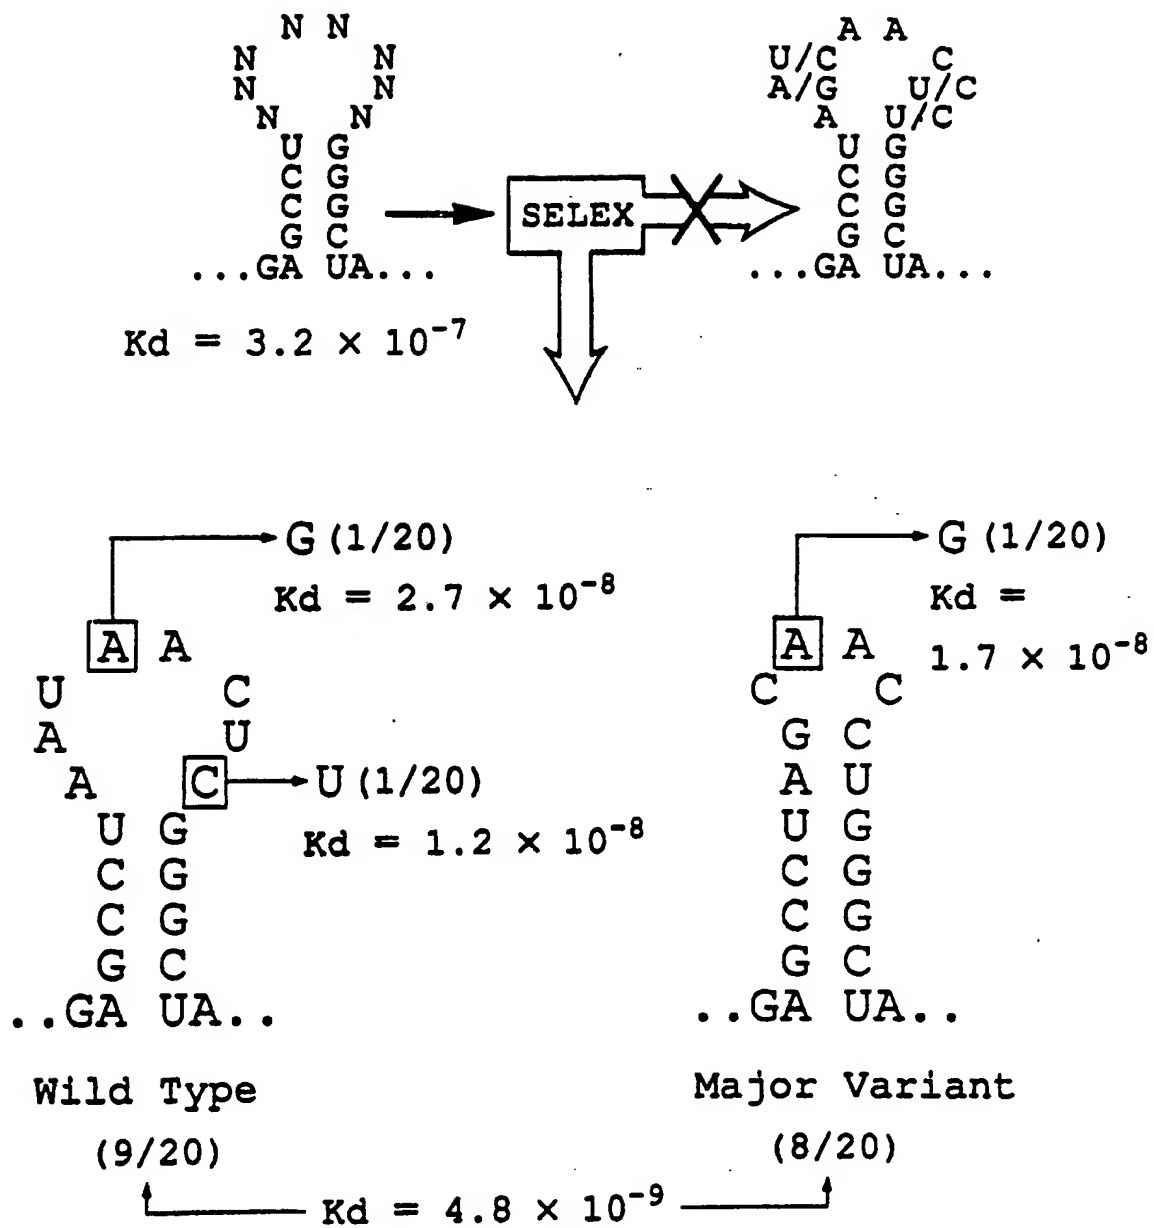 N N
N N
N N
N N
U G
C G
C G
G C
...GA UA...
Kd = 3.2 × 10⁻⁷
SELEX
A A
U/C C
A/G U/C
A U/C
U G
C G
C G
G C
...GA UA...
G (1/20)
Kd = 2.7 × 10⁻⁸
A A
U C
A U
A C
U (1/20)
Kd = 1.2 × 10⁻⁸
U G
C G
C G
G C
..GA UA..
Wild Type
(9/20)
G (1/20)
Kd =
1.7 × 10⁻⁸
A A
C C
G C
A U
U G
C G
C G
G C
..GA UA..
Major Variant
(8/20)
Kd = 4.8 × 10⁻⁹